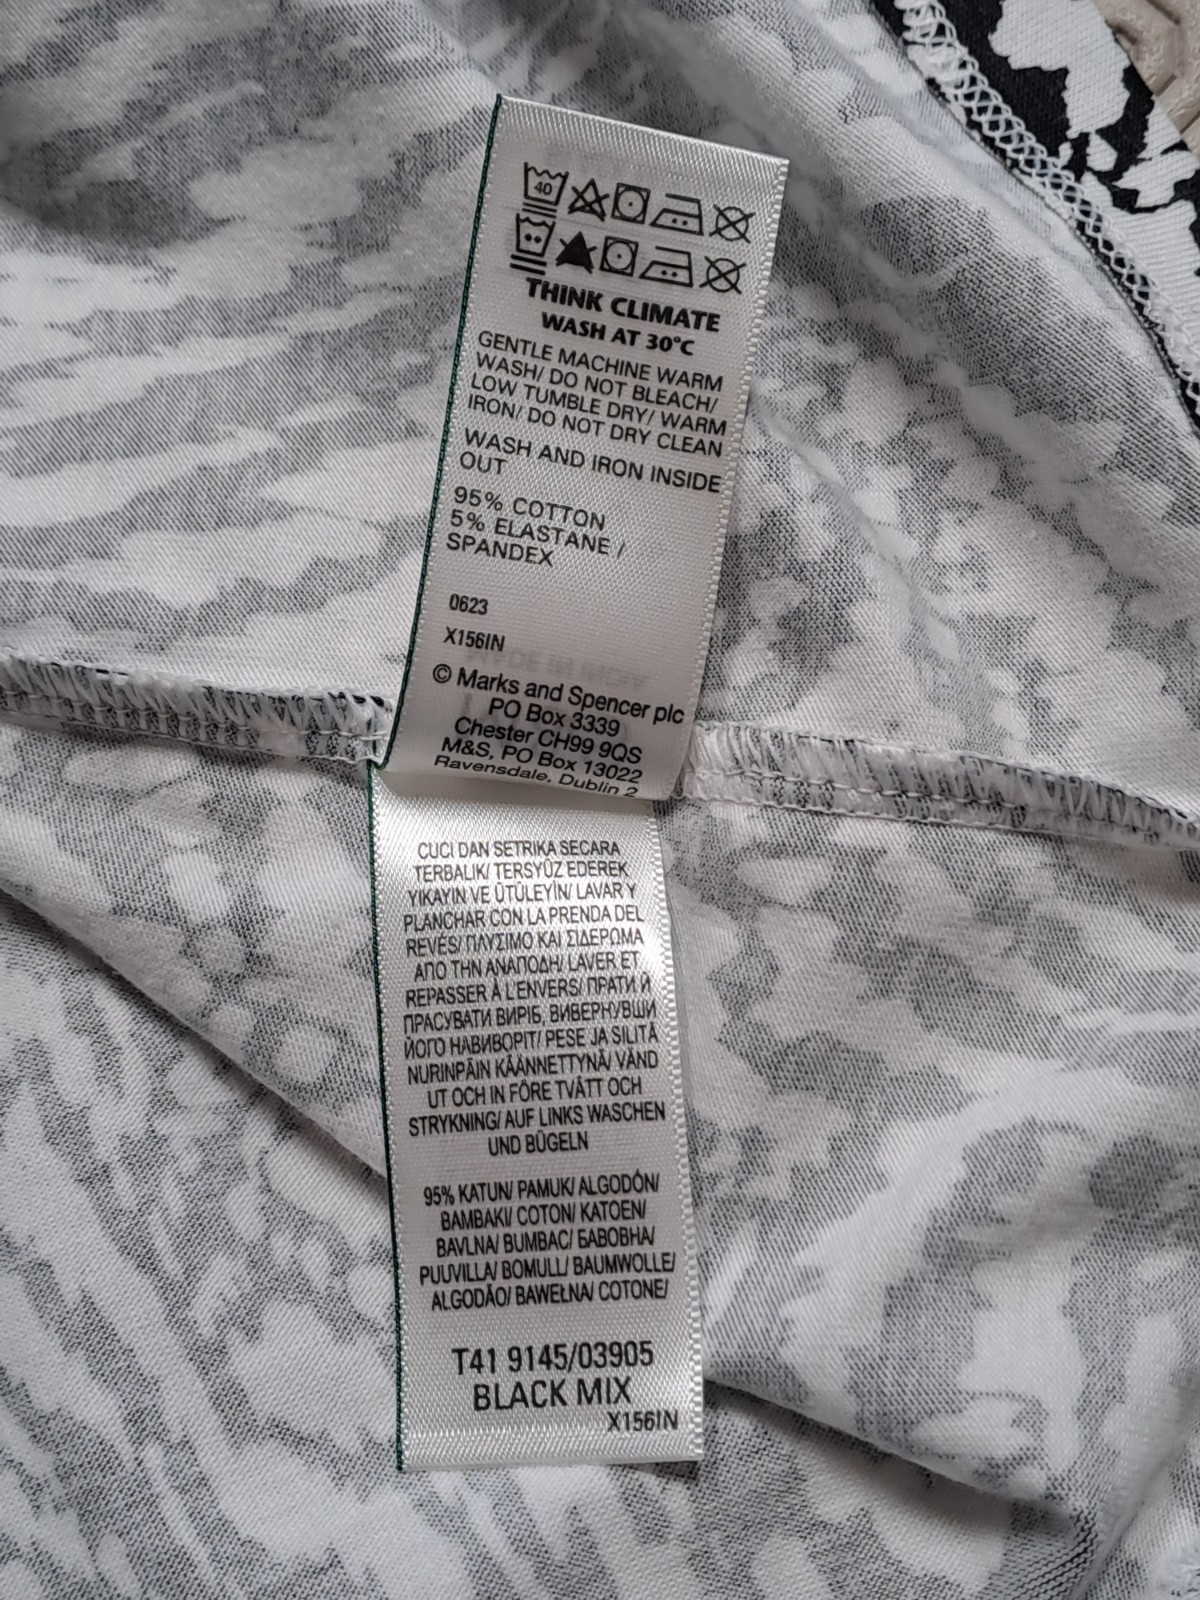 40
THINK CLIMATE
WASH AT 30°C
GENTLE MACHINE WARM
WASH/ DO NOT BLEACH/
LOW TUMBLE DRY/ WARM
IRON/ DO NOT DRY CLEAN
WASH AND IRON INSIDE
OUT
95% COTTON
5% ELASTANE /
SPANDEX
0623
X156IN
© Marks and Spencer plc
PO Box 3339
Chester CH99 9QS
M&S, PO Box 13022
Ravensdale, Dublin 2
CUCI DAN SETRIKA SECARA
TERBALIK/ TERSYÜZ EDEREK
YIKAYIN VE ÜTÜLEYİN/ LAVAR Y
PLANCHAR CON LA PRENDA DEL
REVÉS/ ΠΛΥΣΙΜΟ ΚΑΙ ΣΙΔΕΡΩΜΑ
ΑΠΟ ΤΗΝ ΑΝΑΠΟΔΗ/ LAVER ET
REPASSER À L'ENVERS/ ПРАТИ Й
ПРАСУВАТИ ВИРІБ, ВИВЕРНУВШИ
ЙОГО НАВИВОРІТ/ PESE JA SILITÄ
NURINPÄIN KÄÄNNETTYNÄ/ VÄND
UT OCH IN FÖRE TVÄTT OCH
STRYKNING/ AUF LINKS WASCHEN
UND BÜGELN
95% KATUN/ PAMUK/ ALGODÓN/
ΒΑΜΒΑΚΙ/ COTON/ KATOEN/
BAVLNA/ BUMBAC/ БАВОВНА/
PUUVILLA/ BOMULL/ BAUMWOLLE/
ALGODÃO/ BAWEŁNA/ COTONE/
T41 9145/03905
BLACK MIX
X156IN